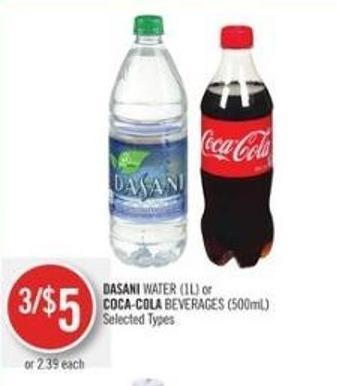 DASANI
Coca-Cola
3/$5
or 2.39 each
DASANI WATER (1L) or
COCA-COLA BEVERAGES (500mL)
Selected Types